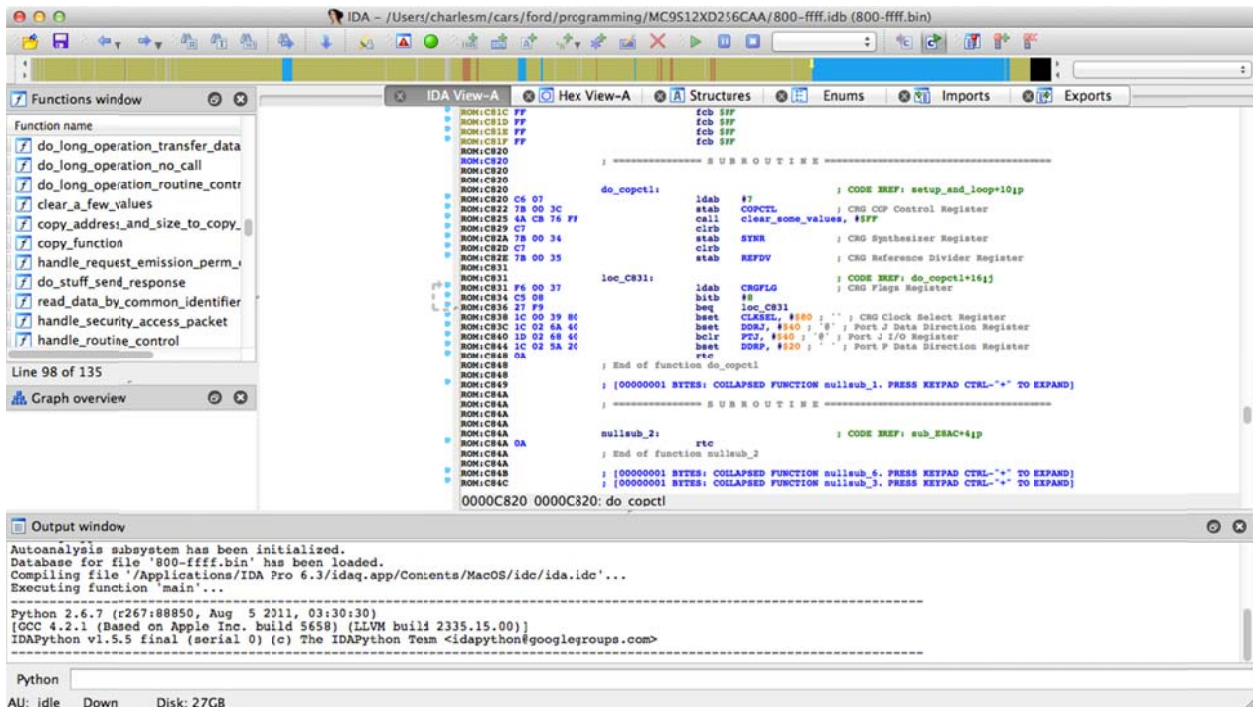 IDA - /Users/charlesm/cars/ford/programming/MC9S12XD256CAA/800-ffff.idb (800-ffff.bin)
Functions window
IDA View-A Hex View-A Structures Enums Imports Exports
Function name
do_long_operation_transfer_data
do_long_operation_no_call
do_long_operation_routine_contr
clear_a_few_values
copy_address_and_size_to_copy_
copy_function
handle_request_emission_perm_
do_stuff_send_response
read_data_by_common_identifier
handle_security_access_packet
handle_routine_control
Line 98 of 135
Graph overview
ROM:C81C FF fcb $FF
ROM:C81D FF fcb $FF
ROM:C81E FF fcb $FF
ROM:C81F FF fcb $FF
ROM:C820
ROM:C820 ; =============== S U B R O U T I N E =======================================
ROM:C820
ROM:C820
ROM:C820 do_copctl: ; CODE XREF: setup_and_loop+10↓p
ROM:C820 C6 07 ldab #7
ROM:C822 7B 00 3C stab COPCTL ; CRG COP Control Register
ROM:C825 4A CB 76 FF call clear_some_values, #$FF
ROM:C829 C7 clrb
ROM:C82A 7B 00 34 stab SYNR ; CRG Synthesizer Register
ROM:C82D C7 clrb
ROM:C82E 7B 00 35 stab REFDV ; CRG Reference Divider Register
ROM:C831
ROM:C831 loc_C831: ; CODE XREF: do_copctl+16↓j
ROM:C831 F6 00 37 ldab CRGFLG ; CRG Flags Register
ROM:C834 C5 08 bitb #8
ROM:C836 27 F9 beq loc_C831
ROM:C838 1C 00 39 80 bset CLKSEL, #$80 ; ' ' ; CRG Clock Select Register
ROM:C83C 1C 02 6A 40 bset DDRJ, #$40 ; '@' ; Port J Data Direction Register
ROM:C840 1D 02 68 40 bclr PTJ, #$40 ; '@' ; Port J I/O Register
ROM:C844 1C 02 5A 20 bset DDRP, #$20 ; ' ' ; Port P Data Direction Register
ROM:C848 0A rtc
ROM:C848 ; End of function do_copctl
ROM:C848
ROM:C849 ; [00000001 BYTES: COLLAPSED FUNCTION nullsub_1. PRESS KEYPAD CTRL-"+" TO EXPAND]
ROM:C84A
ROM:C84A ; =============== S U B R O U T I N E =======================================
ROM:C84A
ROM:C84A
ROM:C84A nullsub_2: ; CODE XREF: sub_E8AC+4↓p
ROM:C84A 0A rtc
ROM:C84A ; End of function nullsub_2
ROM:C84A
ROM:C84B ; [00000001 BYTES: COLLAPSED FUNCTION nullsub_6. PRESS KEYPAD CTRL-"+" TO EXPAND]
ROM:C84C ; [00000001 BYTES: COLLAPSED FUNCTION nullsub_3. PRESS KEYPAD CTRL-"+" TO EXPAND]
0000C820 0000C820: do_copctl
Output window
Autoanalysis subsystem has been initialized.
Database for file '800-ffff.bin' has been loaded.
Compiling file '/Applications/IDA Pro 6.3/idaq.app/Contents/MacOS/idc/ida.idc'...
Executing function 'main'...
Python 2.6.7 (r267:88850, Aug 5 2011, 03:30:30)
[GCC 4.2.1 (Based on Apple Inc. build 5658) (LLVM build 2335.15.00)]
IDAPython v1.5.5 final (serial 0) (c) The IDAPython Team <idapython@googlegroups.com>
Python
AU: idle Down Disk: 27GB